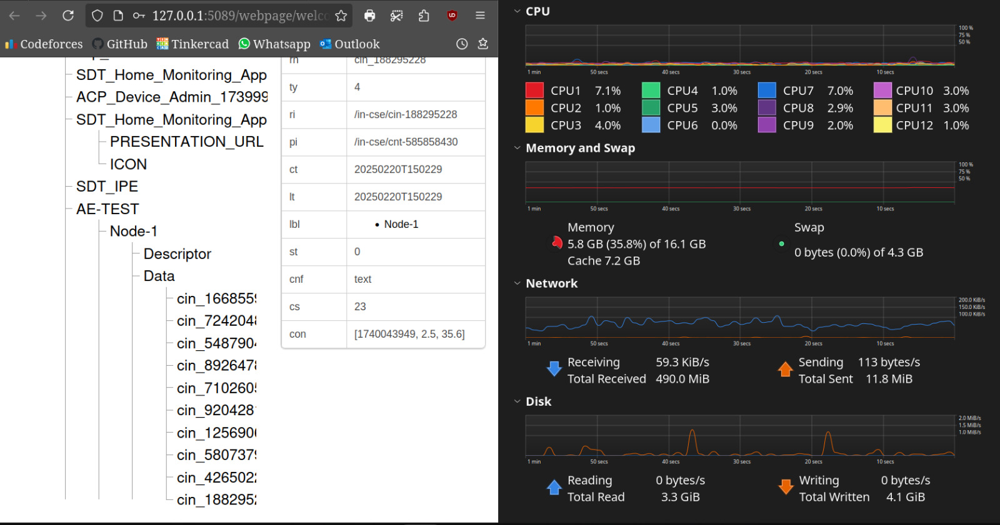 127.0.0.1:5089/webpage/welc
Codeforces GitHub Tinkercad Whatsapp Outlook
SDT_Home_Monitoring_App
ACP_Device_Admin_173999
SDT_Home_Monitoring_App
PRESENTATION_URL
ICON
SDT_IPE
AE-TEST
Node-1
Descriptor
Data
cin_1668559
cin_7242048
cin_5487904
cin_8926478
cin_7102605
cin_9204281
cin_1256906
cin_5807379
cin_4265022
cin_1882952
rn cin_188295228
ty 4
ri /in-cse/cin-188295228
pi /in-cse/cnt-585858430
ct 20250220T150229
lt 20250220T150229
lbl • Node-1
st 0
cnf text
cs 23
con [1740043949, 2.5, 35.6]
CPU
100 %
75 %
50 %
1 min 50 secs 40 secs 30 secs 20 secs 10 secs
CPU1 7.1% CPU4 1.0% CPU7 7.0% CPU10 3.0%
CPU2 1.0% CPU5 3.0% CPU8 2.9% CPU11 3.0%
CPU3 4.0% CPU6 0.0% CPU9 2.0% CPU12 1.0%
Memory and Swap
100 %
75 %
50 %
1 min 50 secs 40 secs 30 secs 20 secs 10 secs
Memory
5.8 GB (35.8%) of 16.1 GB
Cache 7.2 GB
Swap
0 bytes (0.0%) of 4.3 GB
Network
200.0 KiB/s
150.0 KiB/s
100.0 KiB/s
1 min 50 secs 40 secs 30 secs 20 secs 10 secs
Receiving 59.3 KiB/s Sending 113 bytes/s
Total Received 490.0 MiB Total Sent 11.8 MiB
Disk
2.0 MiB/s
1.5 MiB/s
1.0 MiB/s
1 min 50 secs 40 secs 30 secs 20 secs 10 secs
Reading 0 bytes/s Writing 0 bytes/s
Total Read 3.3 GiB Total Written 4.1 GiB